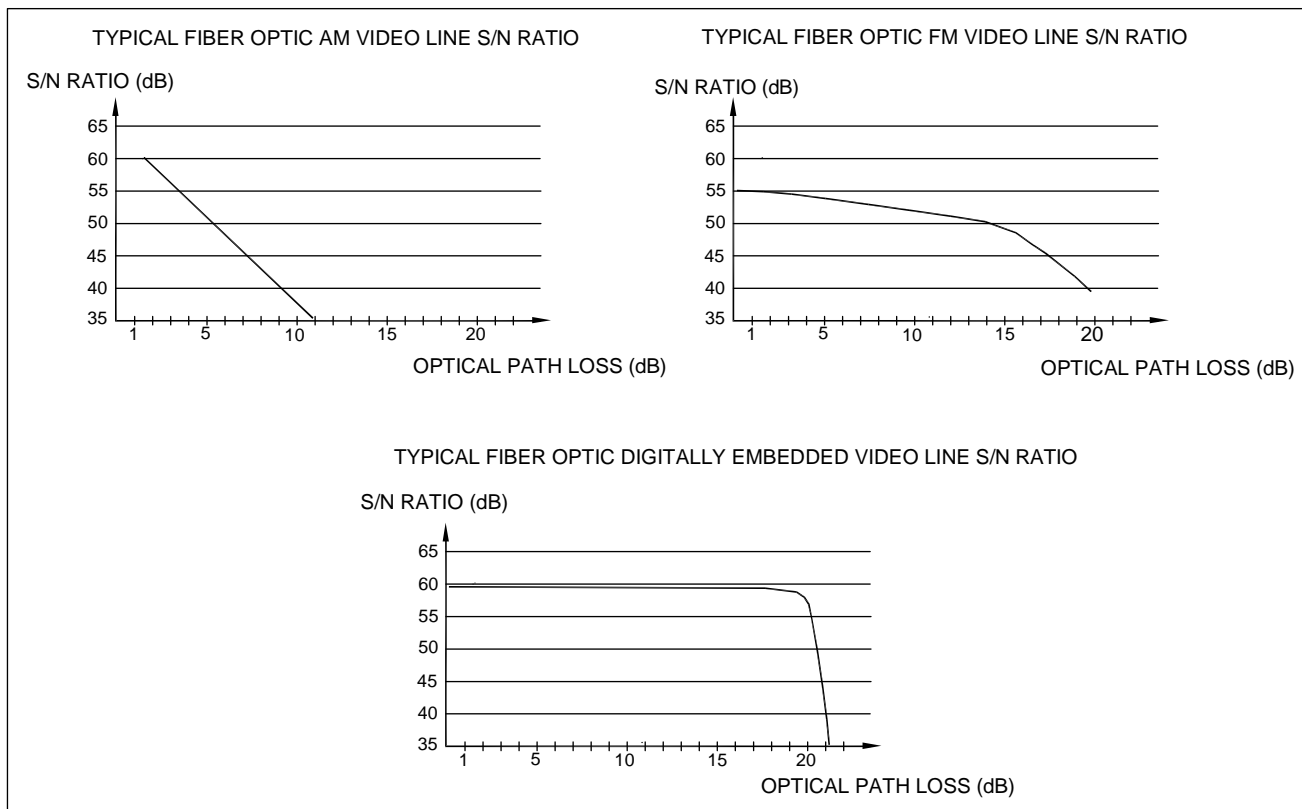 TYPICAL FIBER OPTIC AM VIDEO LINE S/N RATIO
S/N RATIO (dB)
65
60
55
50
45
40
35
1 5 10 15 20
OPTICAL PATH LOSS (dB)
TYPICAL FIBER OPTIC FM VIDEO LINE S/N RATIO
S/N RATIO (dB)
65
60
55
50
45
40
35
1 5 10 15 20
OPTICAL PATH LOSS (dB)
TYPICAL FIBER OPTIC DIGITALLY EMBEDDED VIDEO LINE S/N RATIO
S/N RATIO (dB)
65
60
55
50
45
40
35
1 5 10 15 20
OPTICAL PATH LOSS (dB)